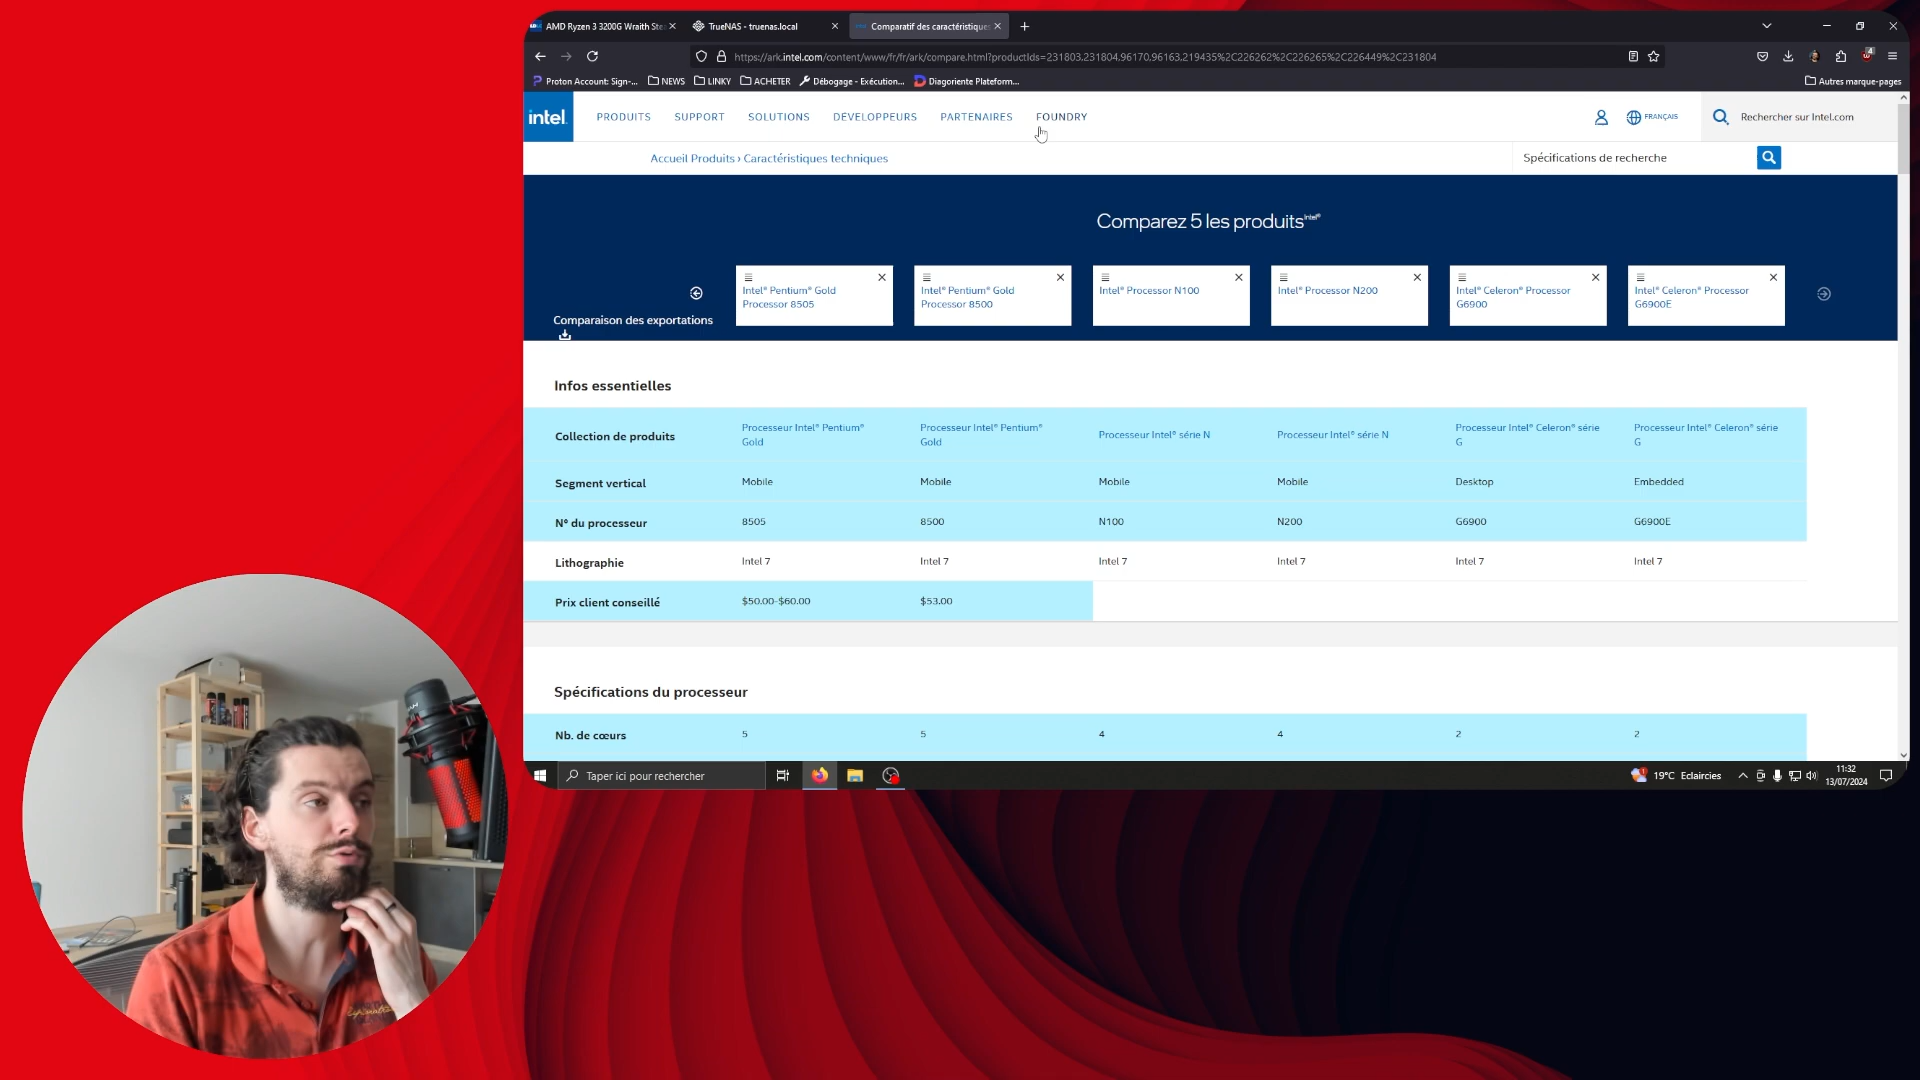 AMD Ryzen 3 3200G Wraith Ste
TrueNAS - truenas.local
Comparatif des caractéristiques
https://ark.intel.com/content/www/fr/fr/ark/compare.html?productIds=231803,231804,96170,96163,219435%2C226262%2C226265%2C226449%2C231804
Proton Account: Sign-...
NEWS
LINKY
ACHETER
Débogage - Exécution...
Diagoriente Plateform...
Autres marque-pages
intel.
PRODUITS
SUPPORT
SOLUTIONS
DÉVELOPPEURS
PARTENAIRES
FOUNDRY
FRANÇAIS
Rechercher sur Intel.com
Accueil Produits › Caractéristiques techniques
Spécifications de recherche
Comparez 5 les produits Intel®
Comparaison des exportations
Intel® Pentium® Gold
Processor 8505
Intel® Pentium® Gold
Processor 8500
Intel® Processor N100
Intel® Processor N200
Intel® Celeron® Processor
G6900
Intel® Celeron® Processor
G6900E
Infos essentielles
Collection de produits
Processeur Intel® Pentium®
Gold
Processeur Intel® Pentium®
Gold
Processeur Intel® série N
Processeur Intel® série N
Processeur Intel® Celeron® série
G
Processeur Intel® Celeron® série
G
Segment vertical
Mobile
Mobile
Mobile
Mobile
Desktop
Embedded
N° du processeur
8505
8500
N100
N200
G6900
G6900E
Lithographie
Intel 7
Intel 7
Intel 7
Intel 7
Intel 7
Intel 7
Prix client conseillé
$50.00-$60.00
$53.00
Spécifications du processeur
Nb. de cœurs
5
5
4
4
2
2
Taper ici pour rechercher
19°C Eclaircies
11:32
13/07/2024